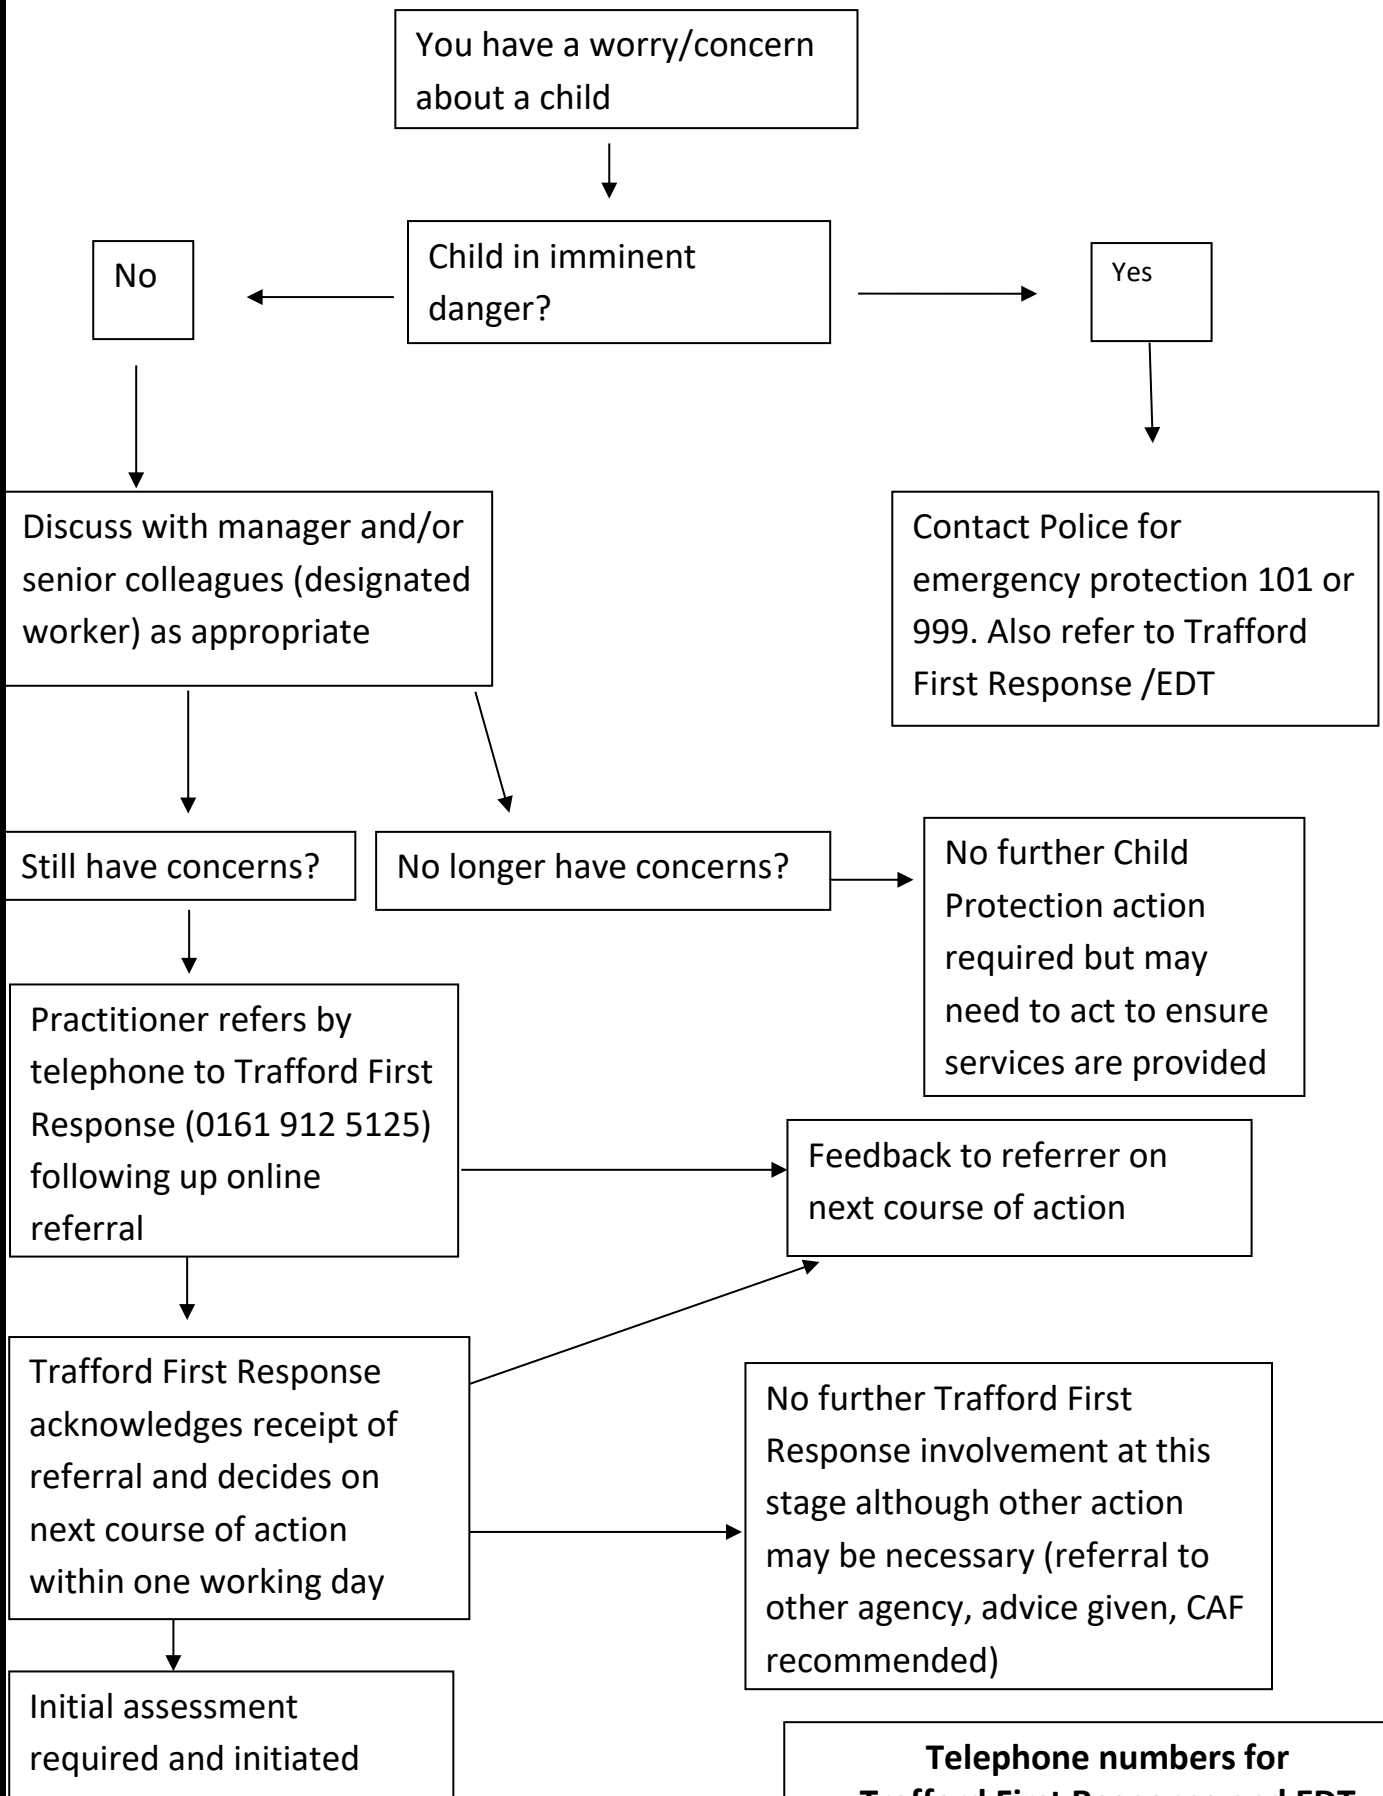 You have a worry/concern
about a child
Child in imminent
danger?
No
Yes
Discuss with manager and/or
senior colleagues (designated
worker) as appropriate
Contact Police for
emergency protection 101 or
999. Also refer to Trafford
First Response /EDT
Still have concerns?
No longer have concerns?
No further Child
Protection action
required but may
need to act to ensure
services are provided
Practitioner refers by
telephone to Trafford First
Response (0161 912 5125)
following up online
referral
Feedback to referrer on
next course of action
Trafford First Response
acknowledges receipt of
referral and decides on
next course of action
within one working day
No further Trafford First
Response involvement at this
stage although other action
may be necessary (referral to
other agency, advice given, CAF
recommended)
Initial assessment
required and initiated
Telephone numbers for
Trafford First Response and EDT